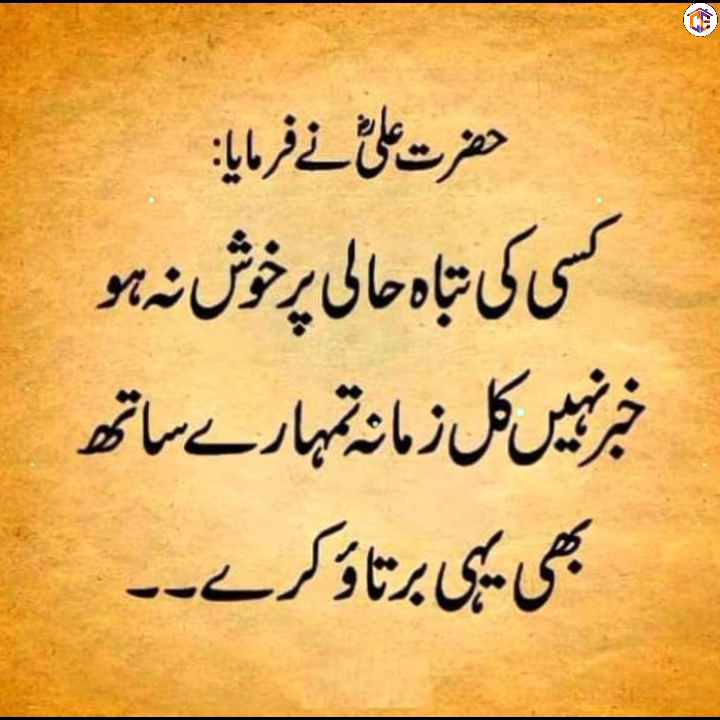 حضرت علیؓ نے فرمایا:
کسی کی تباہ حالی پر خوش نہ ہو
خبر نہیں کل زمانہ تمہارے ساتھ
بھی یہی برتاؤ کرے۔۔